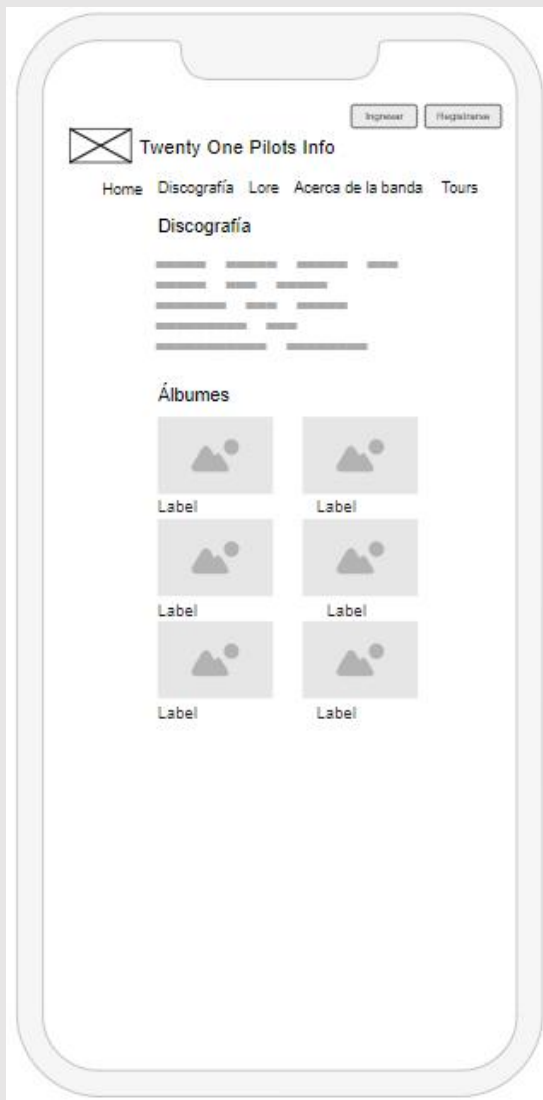 Ingresar Registrarse
Twenty One Pilots Info
Home Discografía Lore Acerca de la banda Tours
Discografía
Álbumes
Label Label
Label Label
Label Label